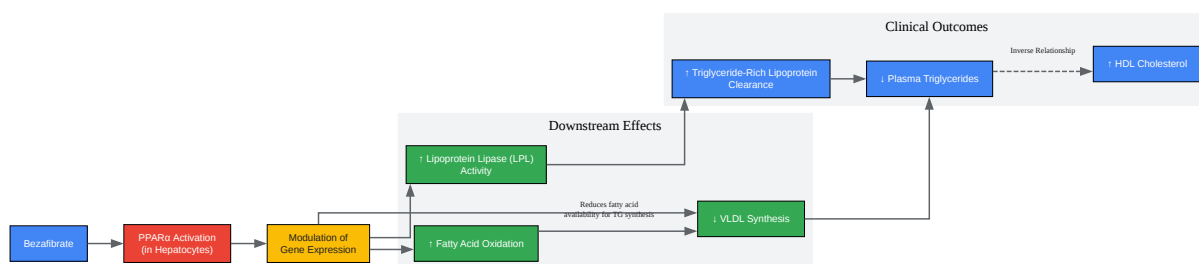 Clinical Outcomes
Inverse Relationship
↑ Triglyceride-Rich Lipoprotein
Clearance
↓ Plasma Triglycerides
↑ HDL Cholesterol
Downstream Effects
↑ Lipoprotein Lipase (LPL)
Activity
Reduces fatty acid
availability for TG synthesis
↓ VLDL Synthesis
Bezafibrate
PPARα Activation
(in Hepatocytes)
Modulation of
Gene Expression
↑ Fatty Acid Oxidation